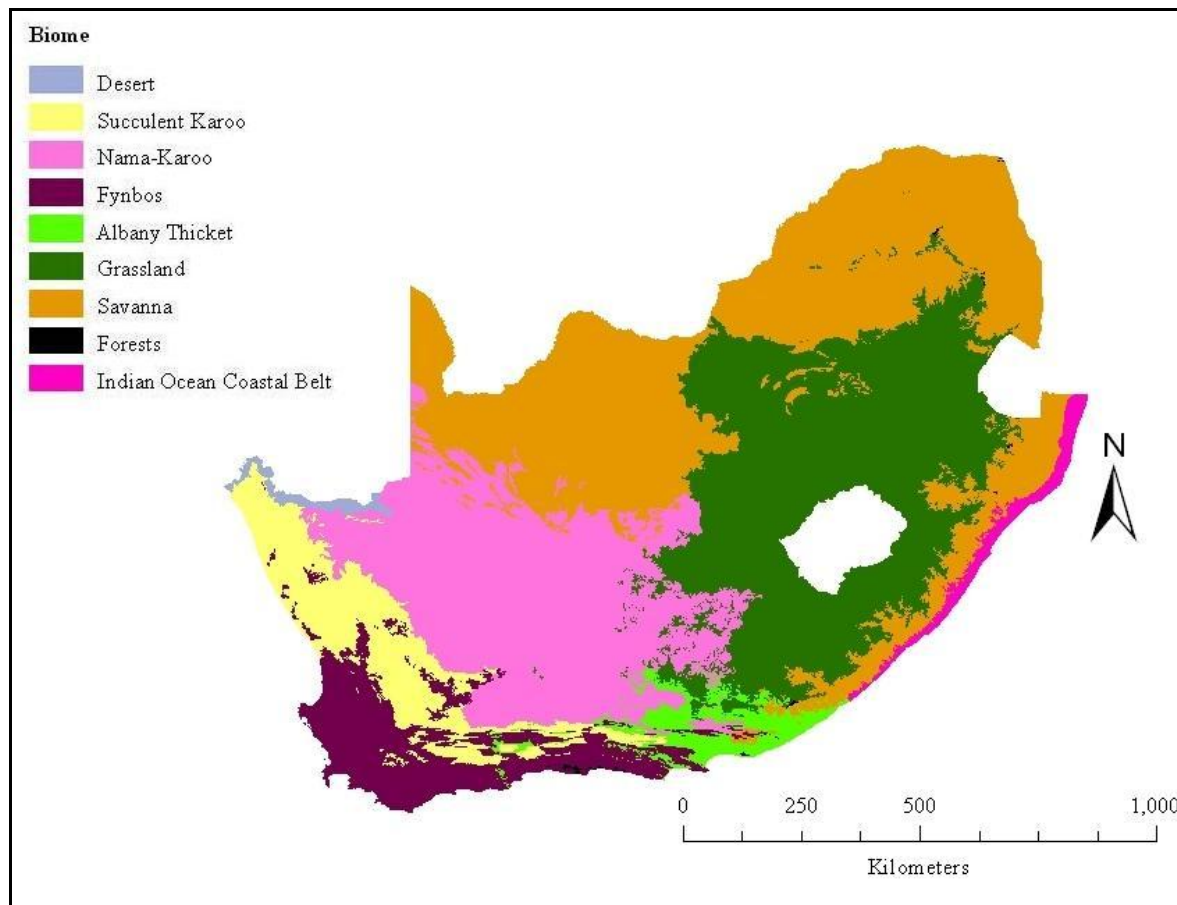 Biome
Desert
Succulent Karoo
Nama-Karoo
Fynbos
Albany Thicket
Grassland
Savanna
Forests
Indian Ocean Coastal Belt
N
0 250 500 1,000
Kilometers